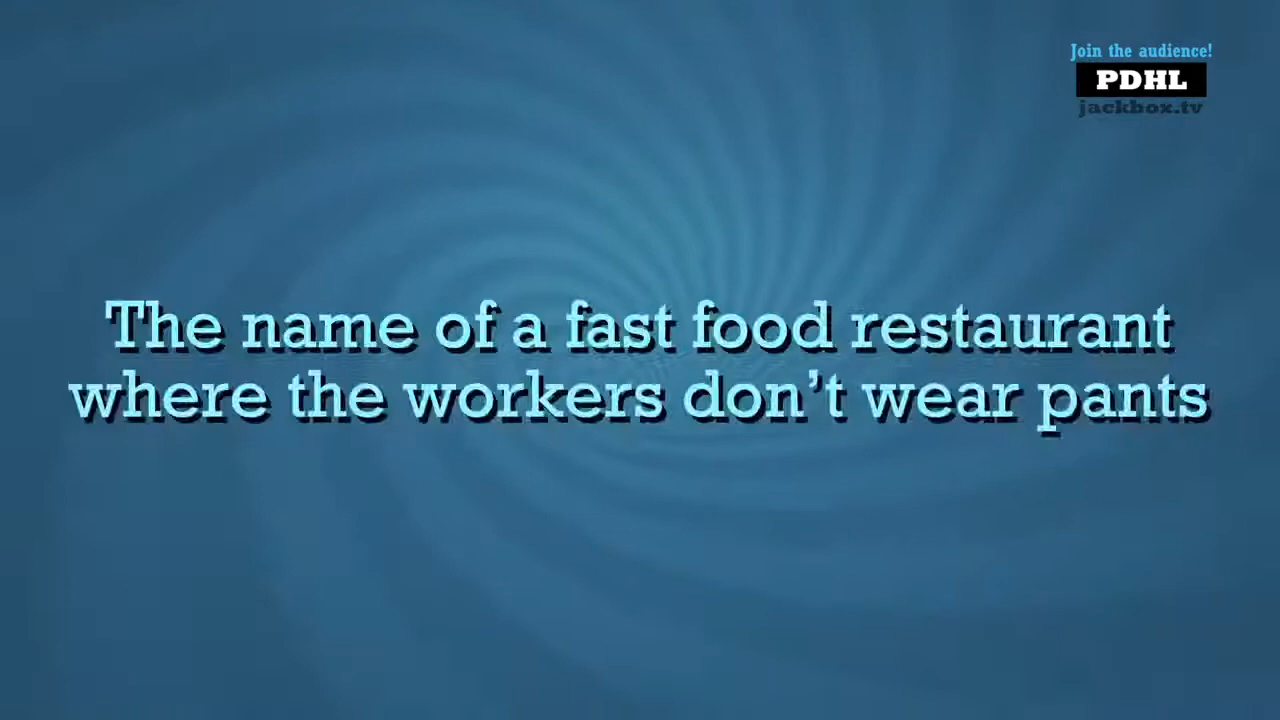 Join the audience!
PDHL
jackbox.tv
The name of a fast food restaurant
where the workers don’t wear pants